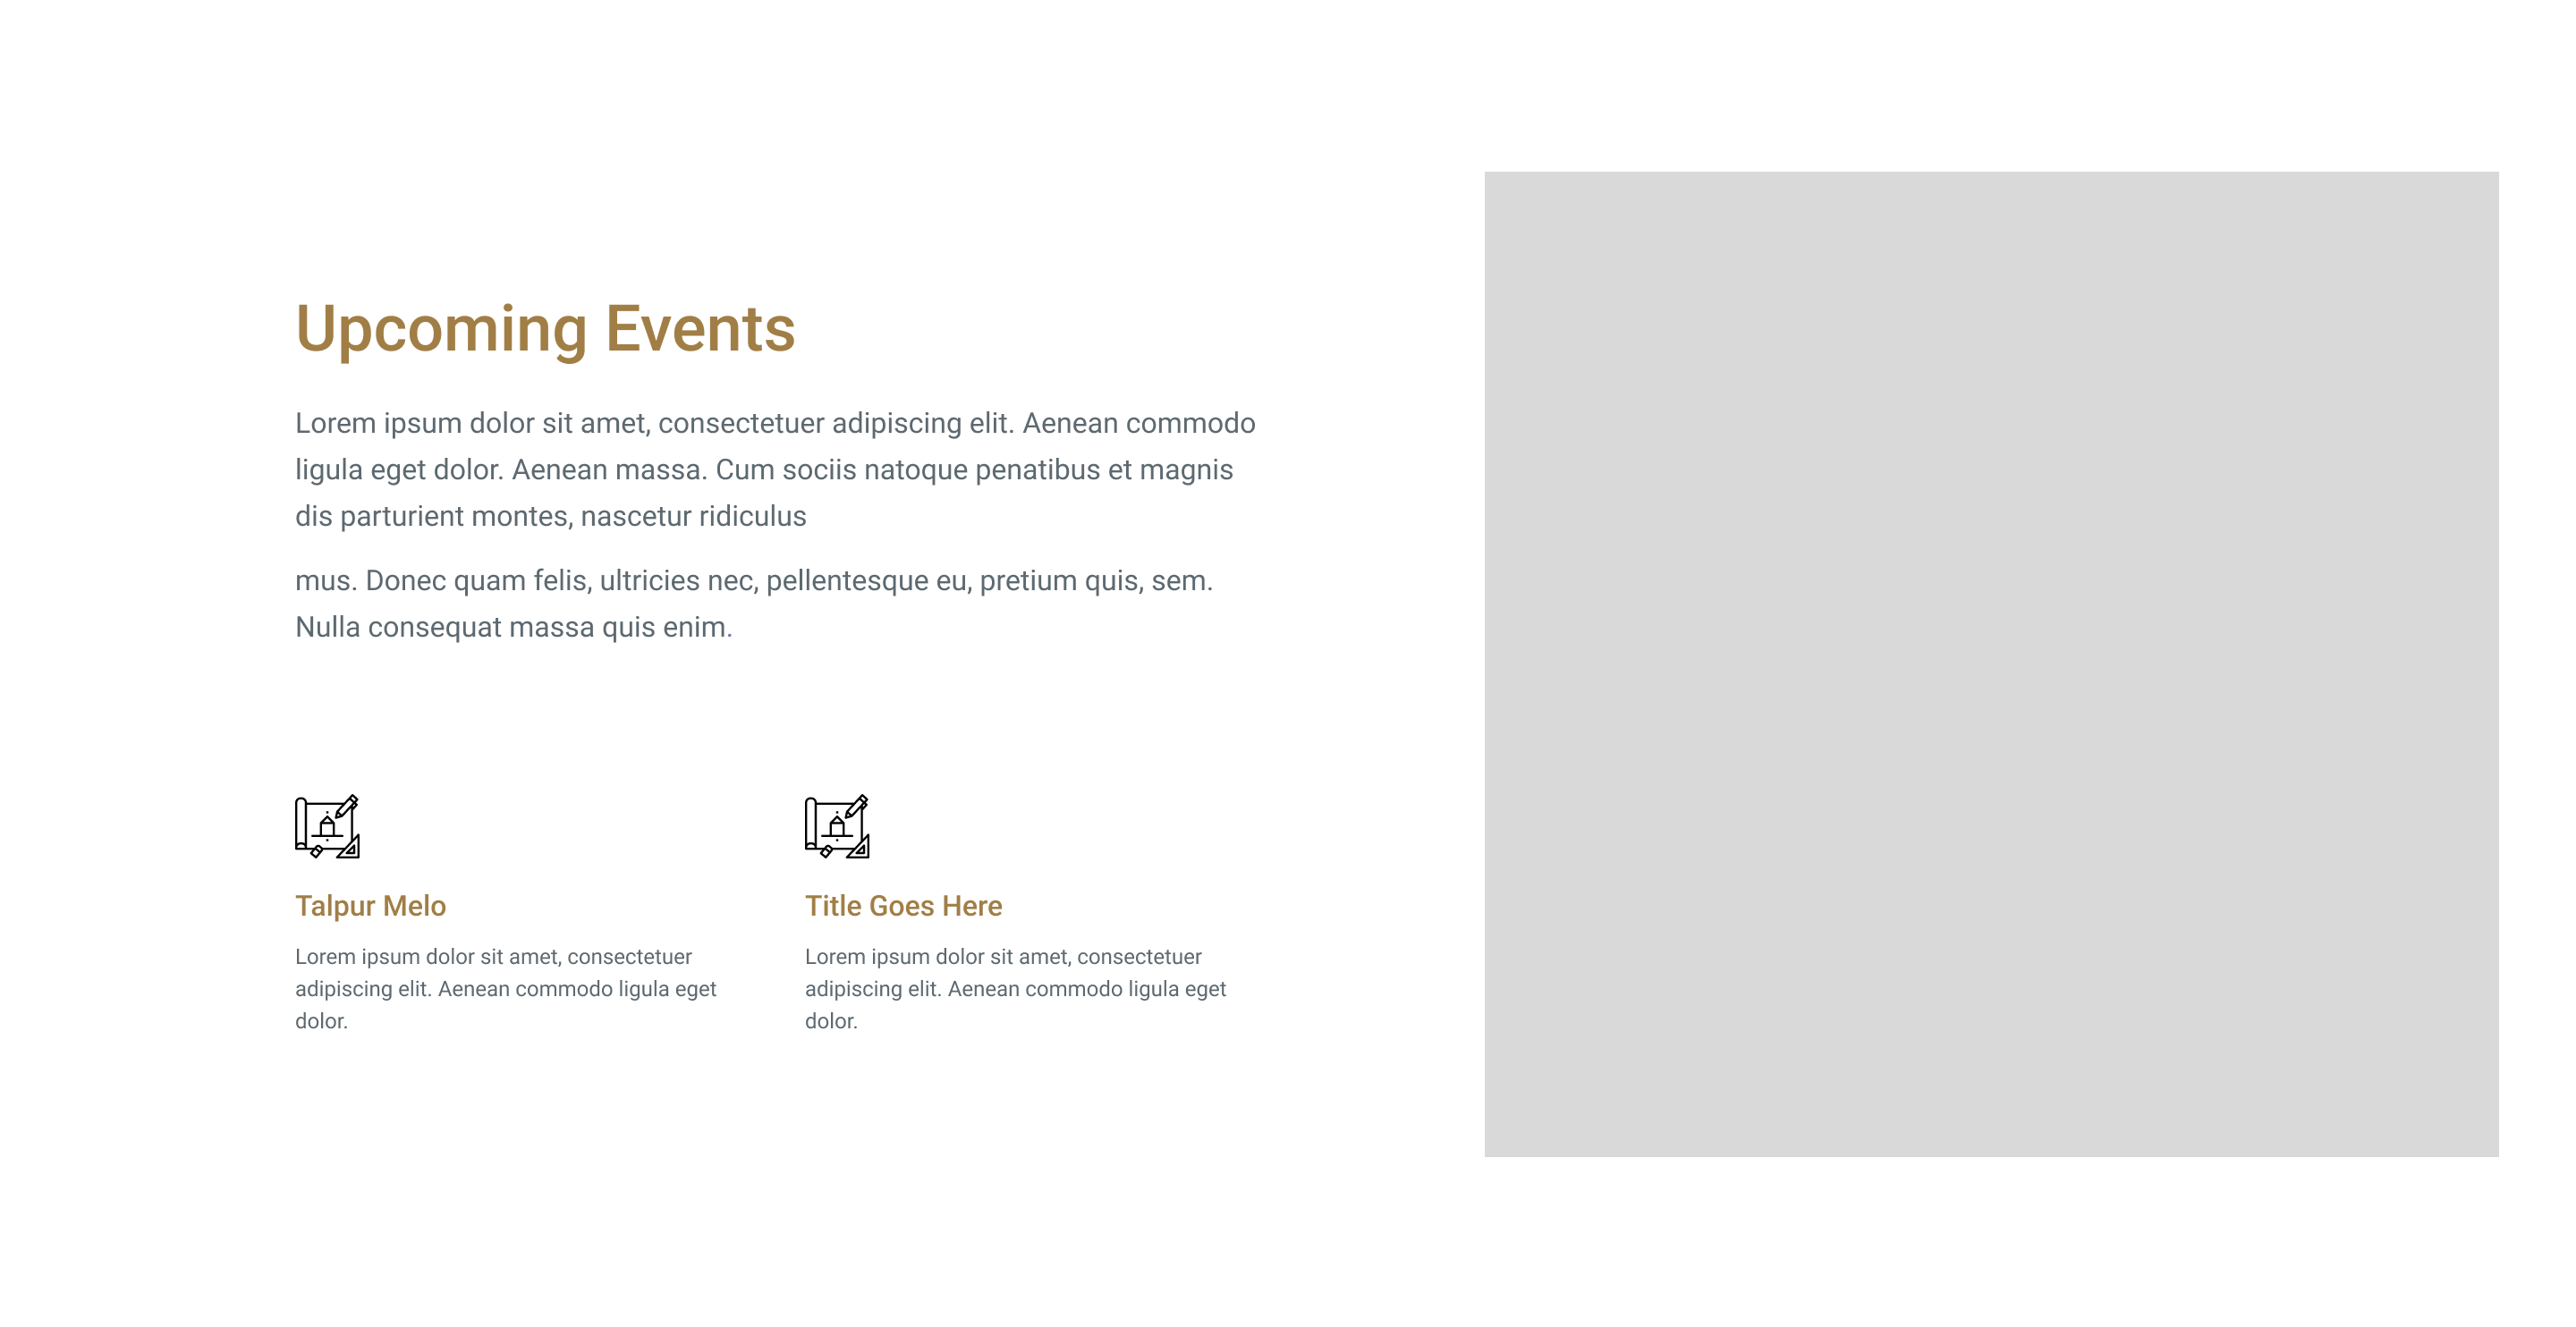 Upcoming Events
Lorem ipsum dolor sit amet, consectetuer adipiscing elit. Aenean commodo
ligula eget dolor. Aenean massa. Cum sociis natoque penatibus et magnis
dis parturient montes, nascetur ridiculus
mus. Donec quam felis, ultricies nec, pellentesque eu, pretium quis, sem.
Nulla consequat massa quis enim.
Talpur Melo
Lorem ipsum dolor sit amet, consectetuer
adipiscing elit. Aenean commodo ligula eget
dolor.
Title Goes Here
Lorem ipsum dolor sit amet, consectetuer
adipiscing elit. Aenean commodo ligula eget
dolor.